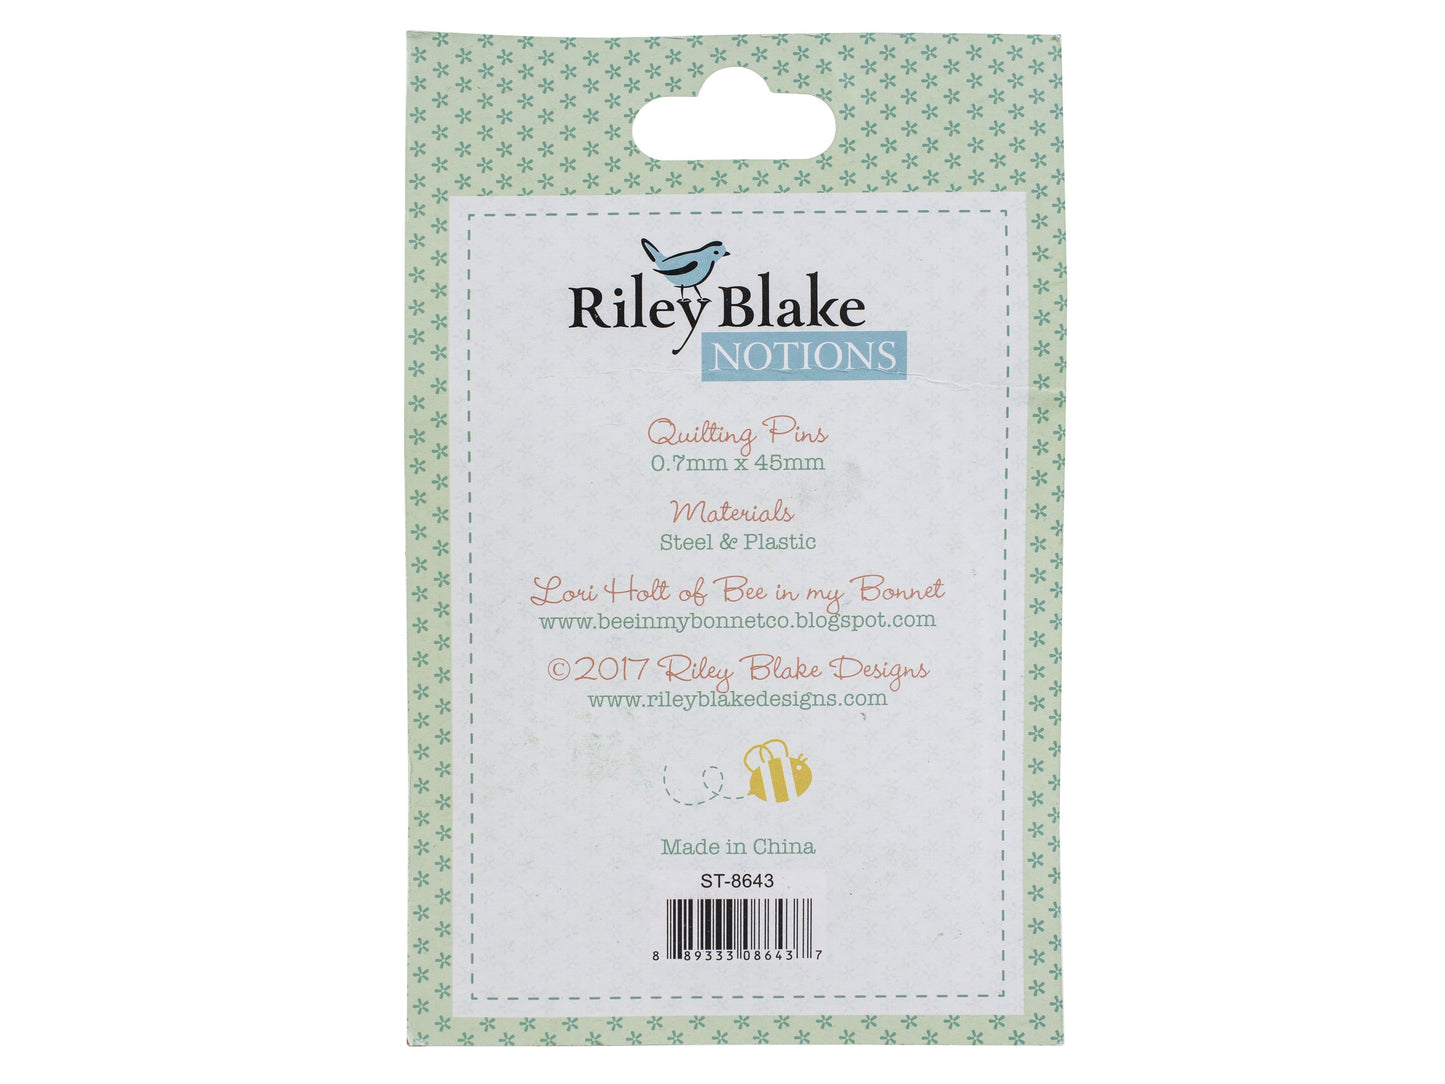 Riley Blake
NOTIONS
Quilting Pins
0.7mm x 45mm
Materials
Steel & Plastic
Lori Holt of Bee in my Bonnet
www.beeinmybonnetco.blogspot.com
©2017 Riley Blake Designs
www.rileyblakedesigns.com
Made in China
ST-8643
8 89333 08643 7